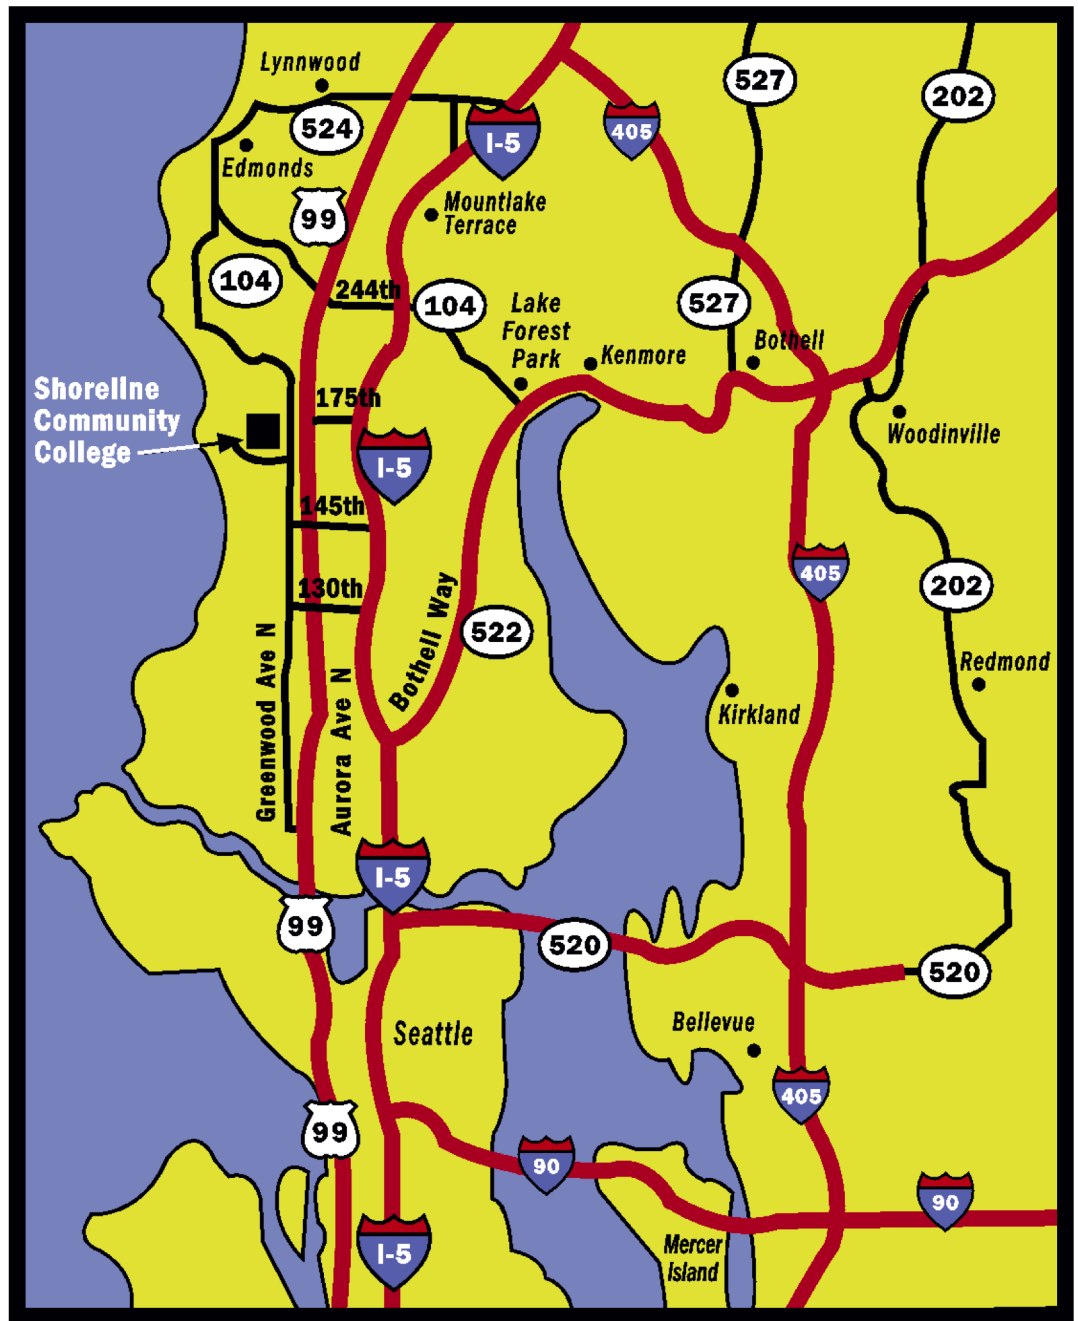 Lynnwood
527
202
524
I-5
405
Edmonds
99
Mountlake
Terrace
104
244th
104
527
Lake
Forest
Park
Kenmore
Bothell
Shoreline
Community
College
175th
Woodinville
I-5
145th
405
130th
202
Bothell Way
522
Greenwood Ave N
Aurora Ave N
Redmond
Kirkland
I-5
99
520
520
Seattle
Bellevue
405
99
90
90
I-5
Mercer
Island